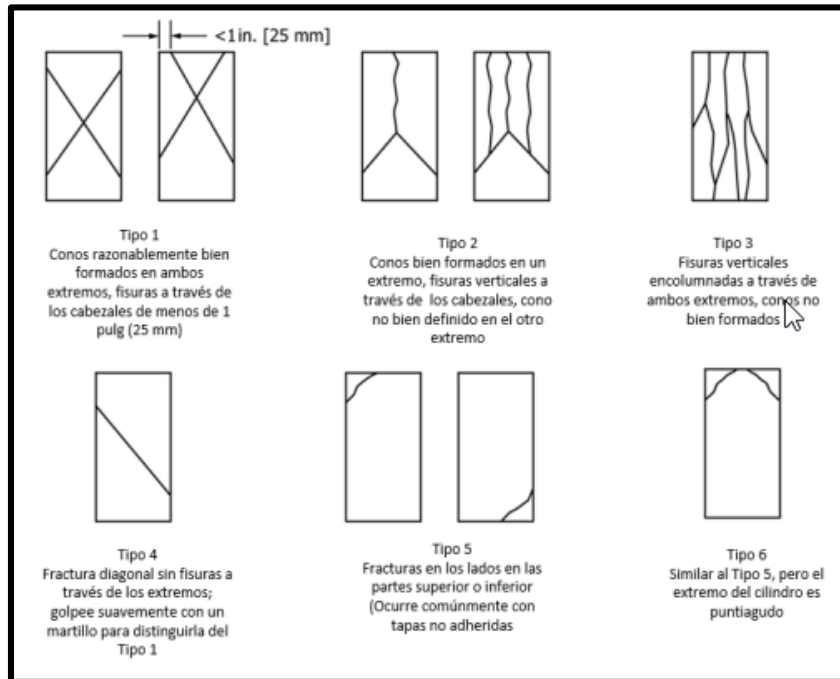 <1in. [25 mm]
Tipo 1
Conos razonablemente bien
formados en ambos
extremos, fisuras a través de
los cabezales de menos de 1
pulg (25 mm)
Tipo 2
Conos bien formados en un
extremo, fisuras verticales a
través de los cabezales, cono
no bien definido en el otro
extremo
Tipo 3
Fisuras verticales
encolumnadas a través de
ambos extremos, conos no
bien formados
Tipo 4
Fractura diagonal sin fisuras a
través de los extremos;
golpee suavemente con un
martillo para distinguirla del
Tipo 1
Tipo 5
Fracturas en los lados en las
partes superior o inferior
(Ocurre comúnmente con
tapas no adheridas
Tipo 6
Similar al Tipo 5, pero el
extremo del cilindro es
puntiagudo